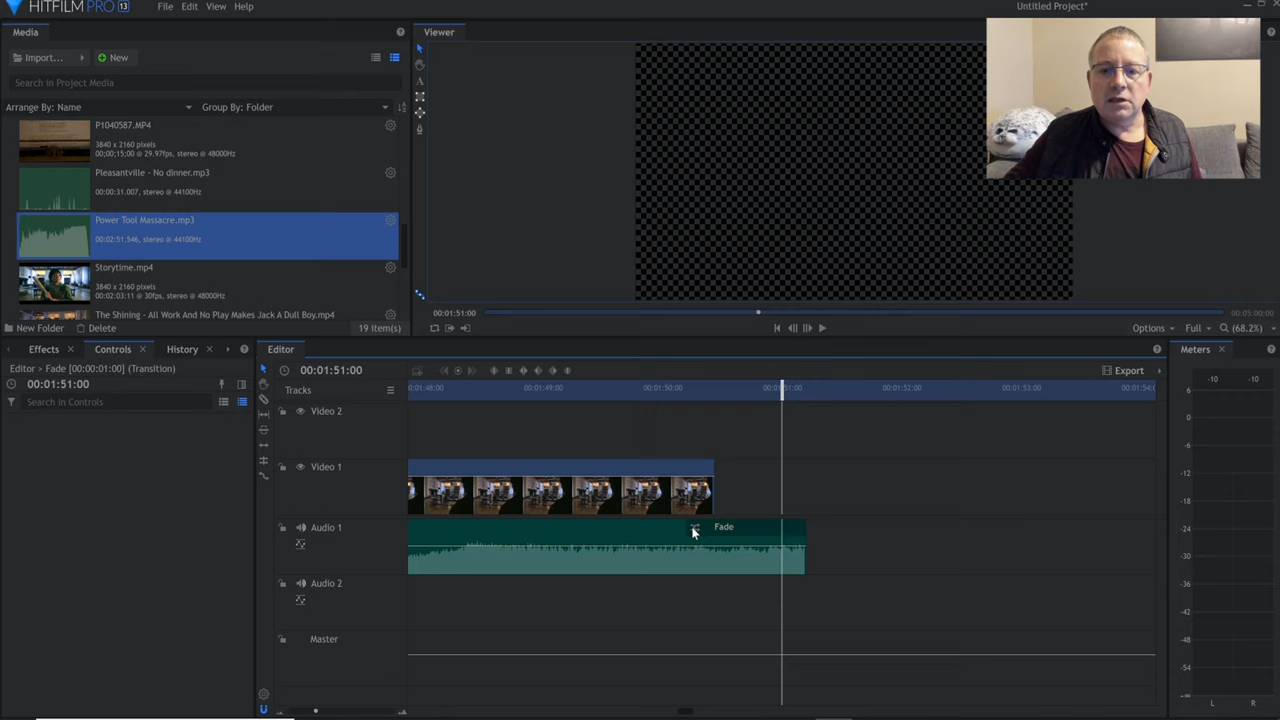 HITFILM PRO 13
File Edit View Help
Untitled Project*
Media
Import...
New
Search in Project Media
Arrange By: Name
Group By: Folder
P1040587.MP4
3840 x 2160 pixels
00;00;15;00 @ 29.97fps, stereo @ 48000Hz
Pleasantville - No dinner.mp3
00:00:31.007, stereo @ 44100Hz
Power Tool Massacre.mp3
00:02:51.546, stereo @ 44100Hz
Storytime.mp4
3840 x 2160 pixels
00:02:03;11 @ 30fps, stereo @ 48000Hz
The Shining - All Work And No Play Makes Jack A Dull Boy.mp4
New Folder
Delete
19 item(s)
Viewer
00:01:51:00
00:05:00;00
Options
Full
(68.2%)
Effects
Controls
History
Editor > Fade [00:00:01:00] (Transition)
00:01:51:00
Search in Controls
Editor
00:01:51:00
Export
Tracks
0:01:48:00
00:01:49:00
00:01:50:00
00:01:51:00
00:01:52:00
00:01:53:00
00:01:54:0
Video 2
Video 1
Audio 1
Fade
Audio 2
Master
Meters
-10 -10
6
0
-6
-12
-18
-24
-30
-36
-42
-48
-54
-∞
L R